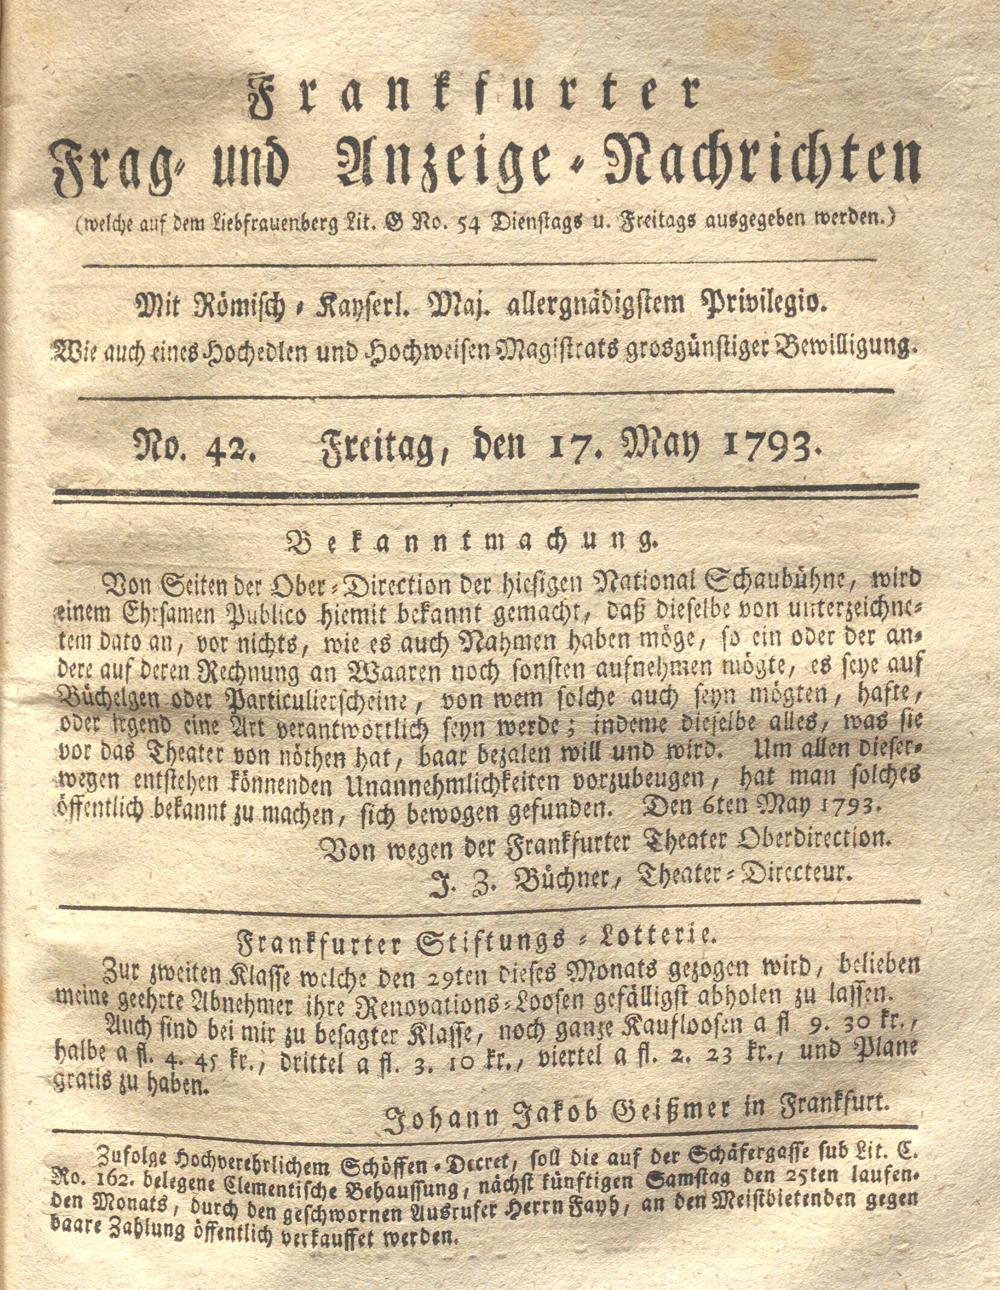 Frankfurter
Frag- und Anzeige-Nachrichten
(welche auf dem Liebfrauenberg Lit. G No. 54 Dienstags u. Freitags ausgegeben werden.)
Mit Römisch-Kayserl. Maj. allergnädigstem Privilegio.
Wie auch eines Hochedlen und Hochweisen Magistrats grosgünstiger Bewilligung.
No. 42. Freitag, den 17. May 1793.
Bekanntmachung.
Von Seiten der Ober-Direction der hiesigen National Schaubühne, wird
einem Ehrsamen Publico hiemit bekannt gemacht, daß dieselbe von unterzeichne-
tem dato an, vor nichts, wie es auch Nahmen haben möge, so ein oder der an-
dere auf deren Rechnung an Waaren noch sonsten aufnehmen mögte, es seye auf
Büchelgen oder Particulierscheine, von wem solche auch seyn mögten, hafte,
oder irgend eine Art verantwortlich seyn werde; indeme dieselbe alles, was sie
vor das Theater von nöthen hat, baar bezalen will und wird. Um allen dieser-
wegen entstehen könnenden Unannehmlichkeiten vorzubeugen, hat man solches
öffentlich bekannt zu machen, sich bewogen gefunden. Den 6ten May 1793.
Von wegen der Frankfurter Theater Oberdirection.
J. Z. Büchner, Theater-Directeur.
Frankfurter Stiftungs-Lotterie.
Zur zweiten Klasse welche den 29ten dieses Monats gezogen wird, belieben
meine geehrte Abnehmer ihre Renovations-Loosen gefälligst abholen zu lassen.
Auch sind bei mir zu besagter Klasse, noch ganze Kaufloosen a fl 9. 30 kr.,
halbe a fl. 4. 45 kr., drittel a fl. 3. 10 kr., viertel a fl. 2. 23 kr., und Plane
gratis zu haben.
Johann Jakob Geißmer in Frankfurt.
Zufolge Hochverehrlichem Schöffen-Decret, soll die auf der Schäfergasse sub Lit. C.
No. 162. belegene Clementische Behaussung, nächst künftigen Samstag den 25ten laufen-
den Monats, durch den geschwornen Ausrufer Herrn Fayh, an den Meistbietenden gegen
baare Zahlung öffentlich verkauffet werden.